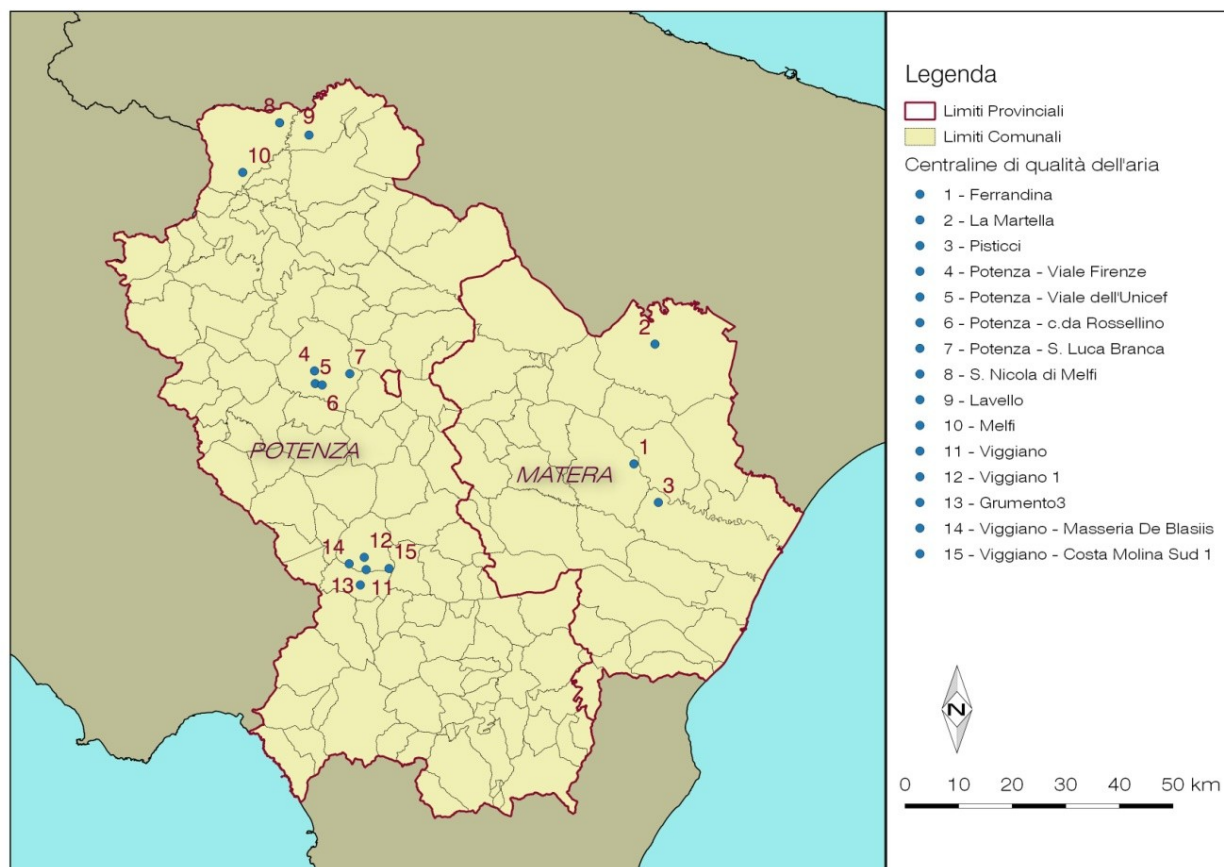 8
9
10
2
4
5
7
6
POTENZA
1
MATERA
3
12
14
15
13
11
Legenda
Limiti Provinciali
Limiti Comunali
Centraline di qualità dell'aria
1 - Ferrandina
2 - La Martella
3 - Pisticci
4 - Potenza - Viale Firenze
5 - Potenza - Viale dell'Unicef
6 - Potenza - c.da Rossellino
7 - Potenza - S. Luca Branca
8 - S. Nicola di Melfi
9 - Lavello
10 - Melfi
11 - Viggiano
12 - Viggiano 1
13 - Grumento3
14 - Viggiano - Masseria De Blasiis
15 - Viggiano - Costa Molina Sud 1
N
0 10 20 30 40 50 km